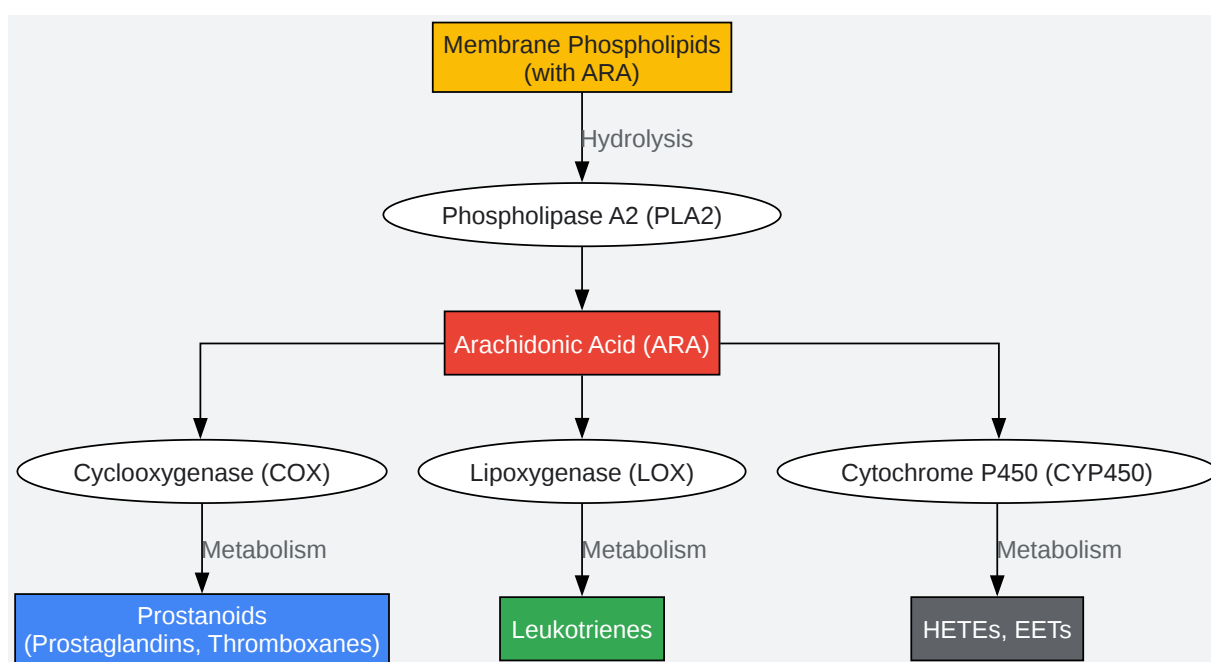 Membrane Phospholipids
(with ARA)
Hydrolysis
Phospholipase A2 (PLA2)
Arachidonic Acid (ARA)
Cyclooxygenase (COX)
Lipoxygenase (LOX)
Cytochrome P450 (CYP450)
Metabolism
Metabolism
Metabolism
Prostanoids
(Prostaglandins, Thromboxanes)
Leukotrienes
HETEs, EETs